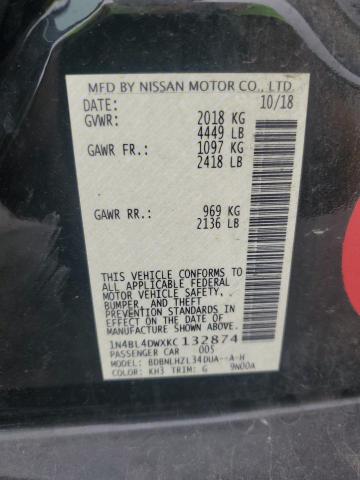 MFD BY NISSAN MOTOR CO., LTD.
DATE: 10/18
GVWR: 2018 KG
4449 LB
GAWR FR.: 1097 KG
2418 LB
GAWR RR.: 969 KG
2136 LB
THIS VEHICLE CONFORMS TO
ALL APPLICABLE FEDERAL
MOTOR VEHICLE SAFETY,
BUMPER, AND THEFT
PREVENTION STANDARDS IN
EFFECT ON THE DATE OF
MANUFACTURE SHOWN ABOVE.
1N4BL4DWXKC132874
PASSENGER CAR 005
MODEL: BDBNLHZL34DUA--A-H
COLOR: KH3 TRIM: G 9N00A